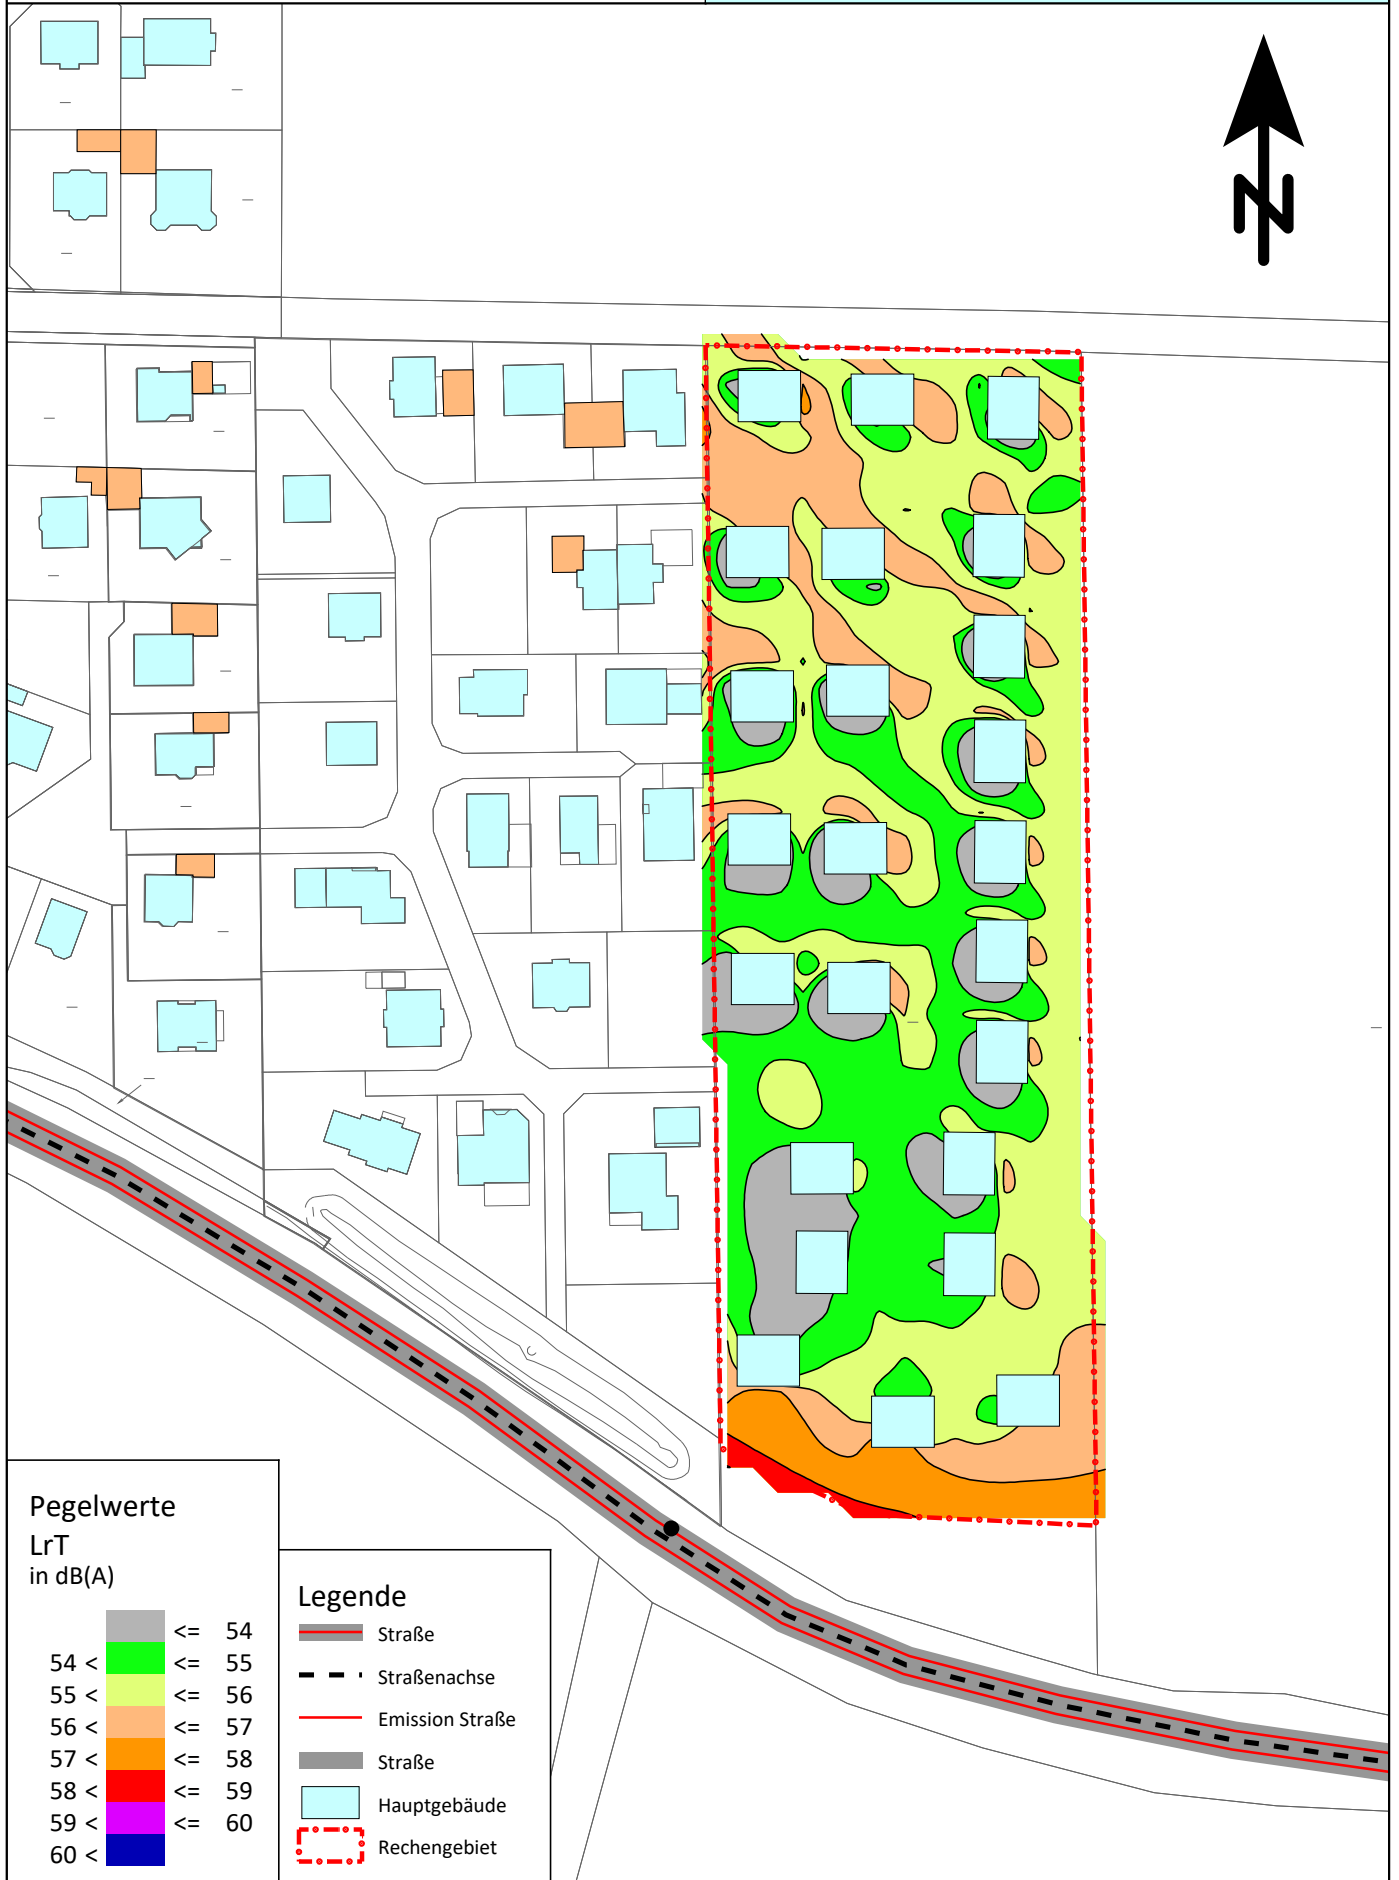 N
Pegelwerte
LrT
in dB(A)
<= 54
54 < <= 55
55 < <= 56
56 < <= 57
57 < <= 58
58 < <= 59
59 < <= 60
60 <
Legende
Straße
Straßenachse
Emission Straße
Straße
Hauptgebäude
Rechengebiet